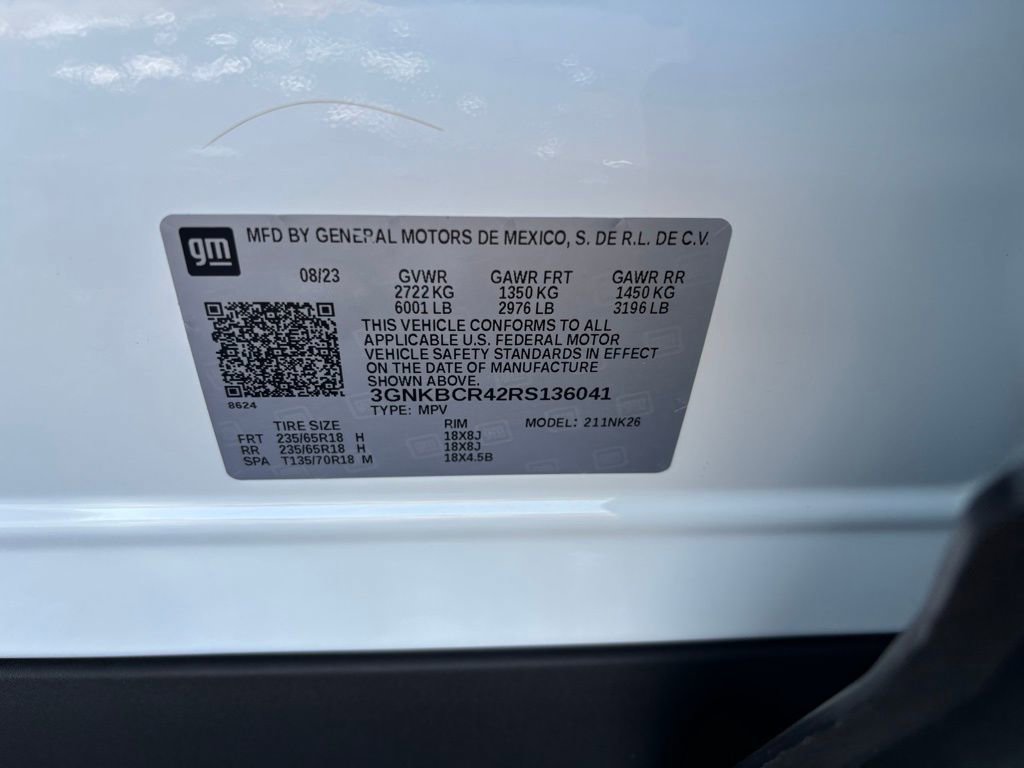 gm MFD BY GENERAL MOTORS DE MEXICO, S. DE R.L. DE C.V.
08/23 GVWR GAWR FRT GAWR RR
2722 KG 1350 KG 1450 KG
6001 LB 2976 LB 3196 LB
THIS VEHICLE CONFORMS TO ALL
APPLICABLE U.S. FEDERAL MOTOR
VEHICLE SAFETY STANDARDS IN EFFECT
ON THE DATE OF MANUFACTURE
SHOWN ABOVE.
3GNKBCR42RS136041
8624
TYPE: MPV
TIRE SIZE RIM MODEL: 211NK26
FRT 235/65R18 H 18X8J
RR 235/65R18 H 18X8J
SPA T135/70R18 M 18X4.5B